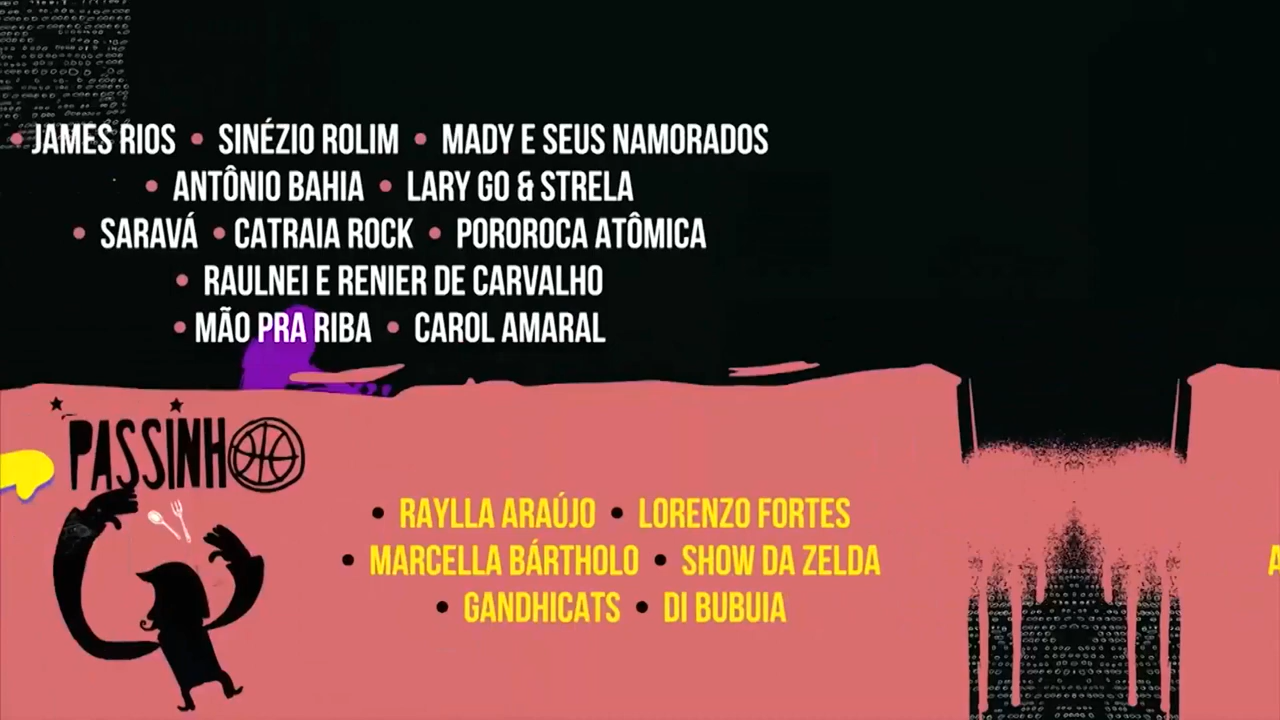 • JAMES RIOS • SINÉZIO ROLIM • MADY E SEUS NAMORADOS
• ANTÔNIO BAHIA • LARY GO & STRELA
• SARAVÁ • CATRAIA ROCK • POROROCA ATÔMICA
• RAULNEI E RENIER DE CARVALHO
• MÃO PRA RIBA • CAROL AMARAL
PASSINHO
• RAYLLA ARAÚJO • LORENZO FORTES
• MARCELLA BÁRTHOLO • SHOW DA ZELDA
• GANDHICATS • DI BUBUIA